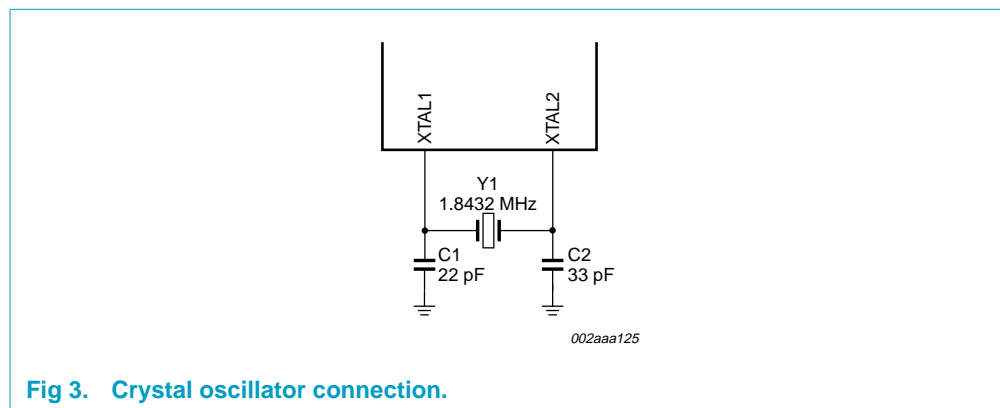 XTAL1
XTAL2
Y1
1.8432 MHz
C1
22 pF
C2
33 pF
002aaa125
Fig 3. Crystal oscillator connection.